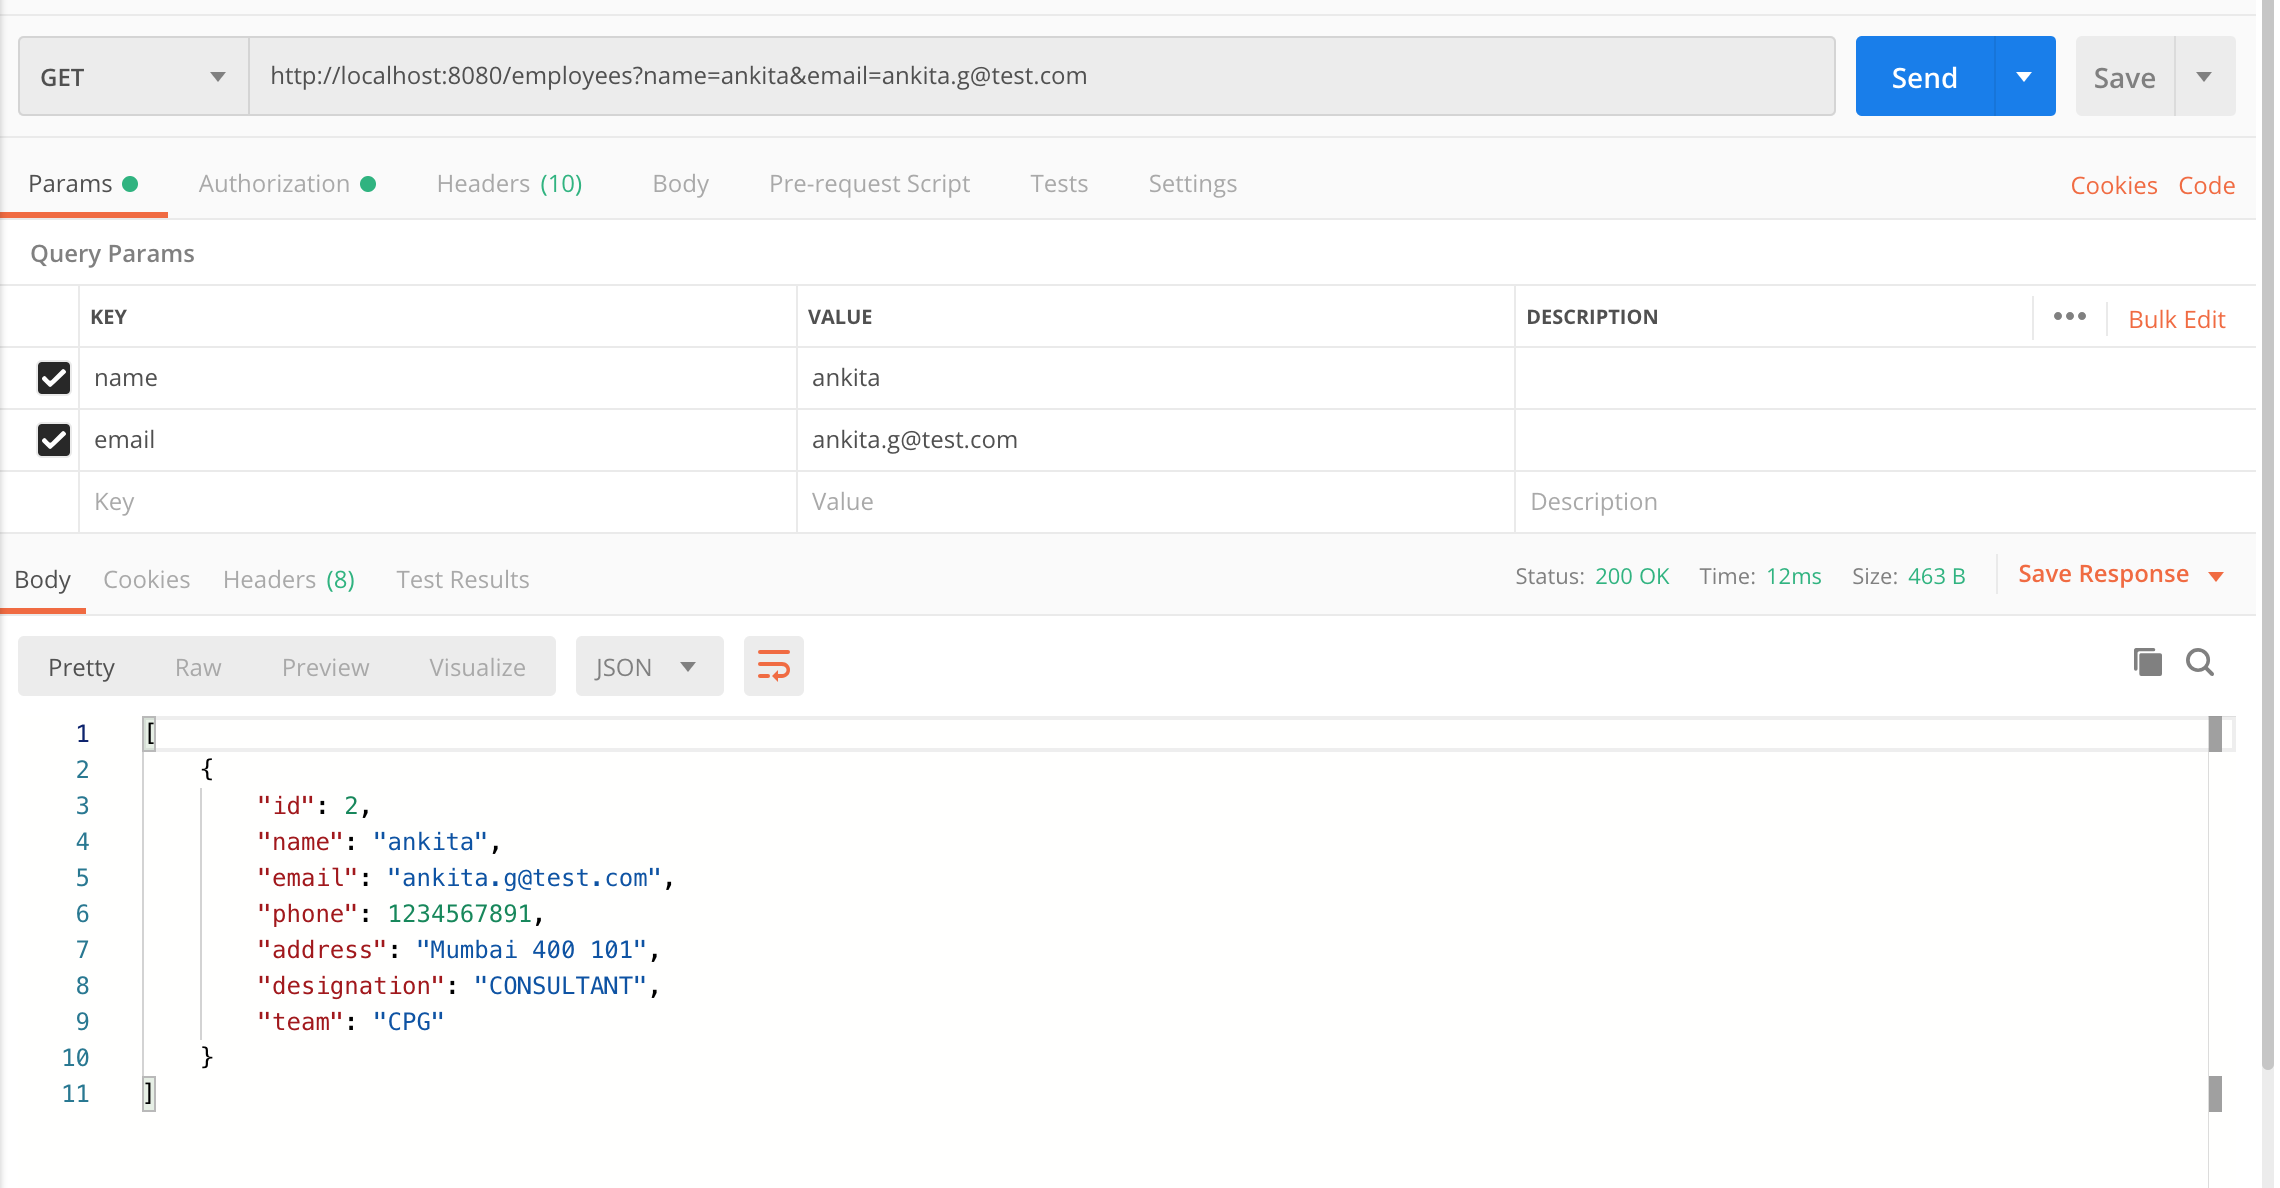 GET http://localhost:8080/employees?name=ankita&email=ankita.g@test.com Send Save
Params Authorization Headers (10) Body Pre-request Script Tests Settings Cookies Code
Query Params
KEY VALUE DESCRIPTION ••• Bulk Edit
name ankita
email ankita.g@test.com
Key Value Description
Body Cookies Headers (8) Test Results Status: 200 OK Time: 12ms Size: 463 B Save Response
Pretty Raw Preview Visualize JSON
1 [
2 {
3 "id": 2,
4 "name": "ankita",
5 "email": "ankita.g@test.com",
6 "phone": 1234567891,
7 "address": "Mumbai 400 101",
8 "designation": "CONSULTANT",
9 "team": "CPG"
10 }
11 ]